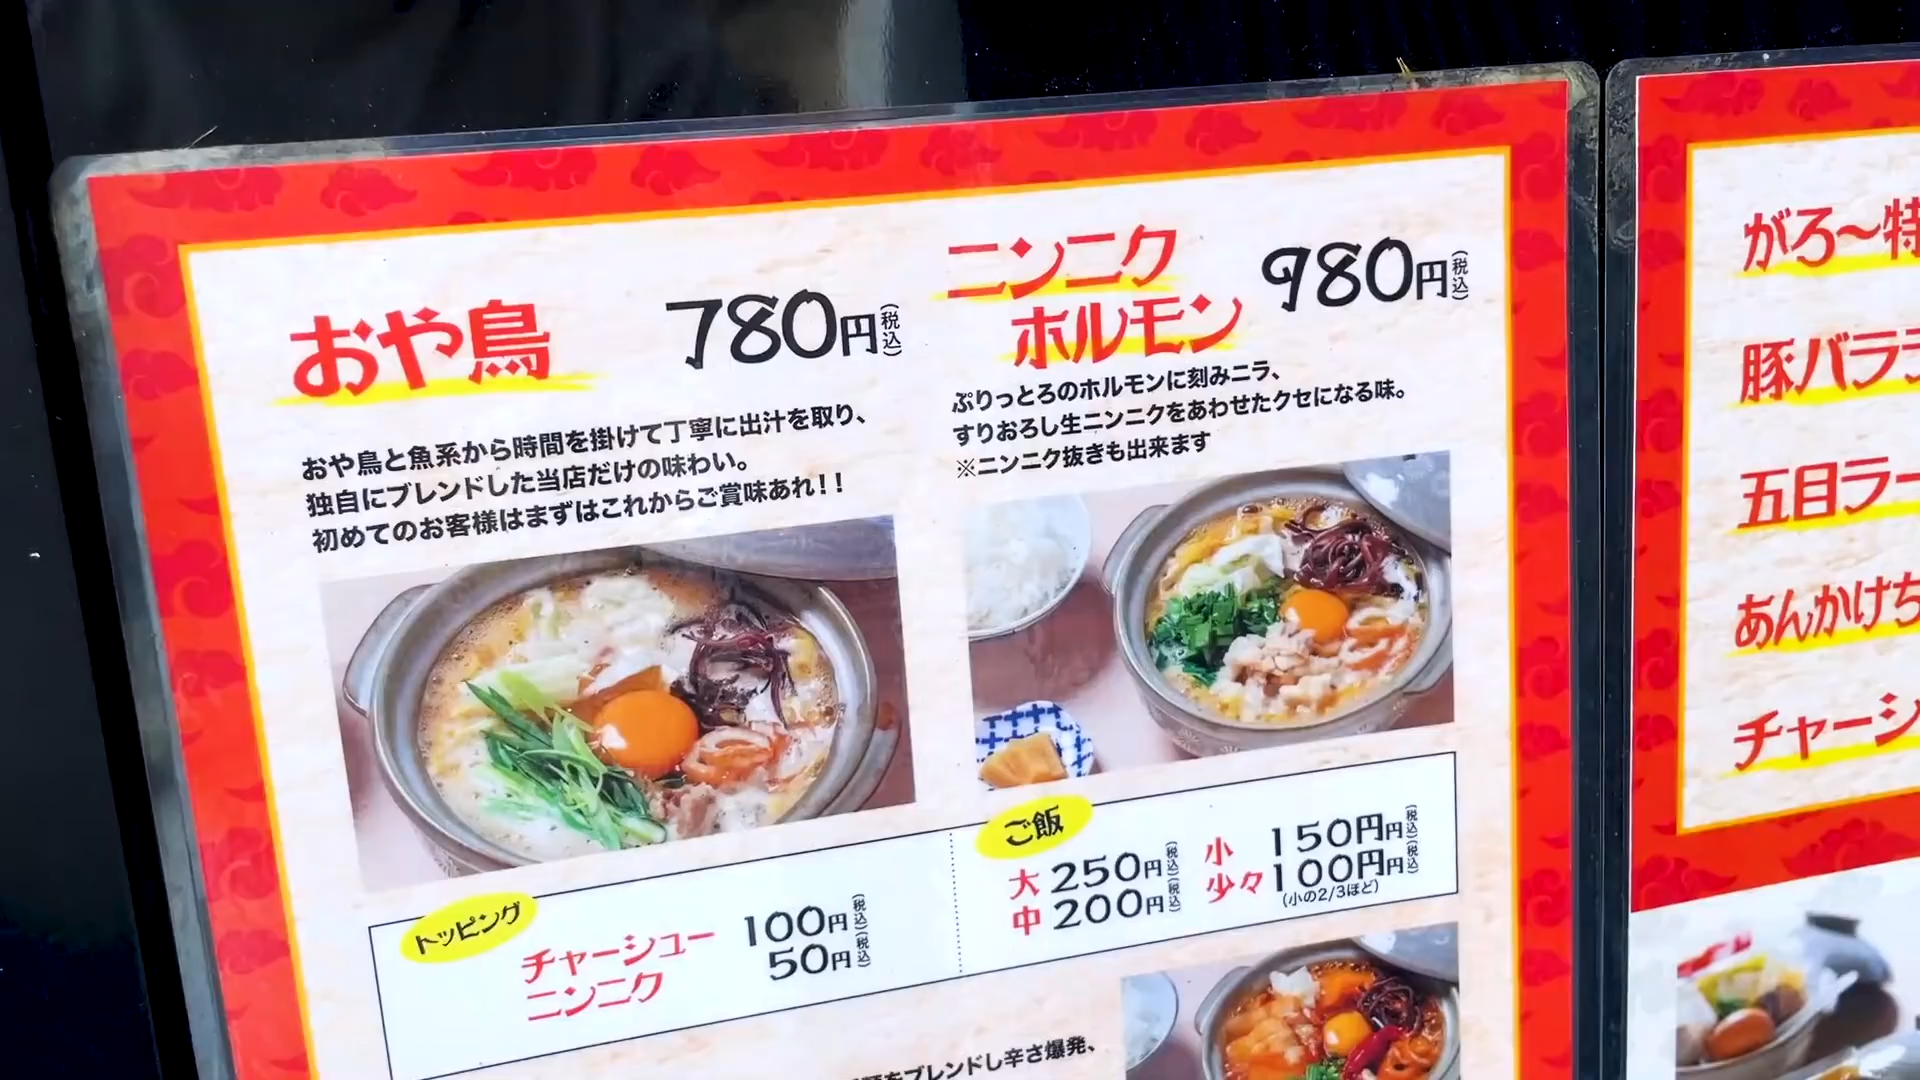 おや鳥 780円(税込)
おや鳥と魚系から時間を掛けて丁寧に出汁を取り、
独自にブレンドした当店だけの味わい。
初めてのお客様はまずはこれからご賞味あれ!!
ニンニク
ホルモン 980円(税込)
ぷりっとろのホルモンに刻みニラ、
すりおろし生ニンニクをあわせたクセになる味。
※ニンニク抜きも出来ます
トッピング
チャーシュー 100円(税込)
ニンニク 50円(税込)
ご飯
大 250円(税込) 小 150円円(税込)
中 200円(税込) 少々 100円円(税込)
(小の2/3ほど)
をブレンドし辛さ爆発、
がろ〜特
豚バラ
五目ラー
あんかけち
チャーシ